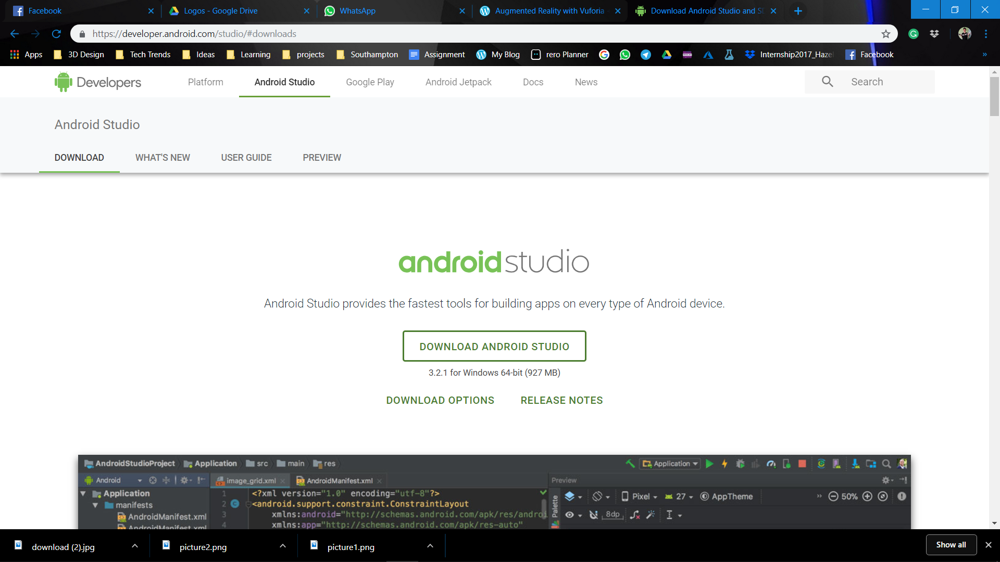 Facebook
Logos - Google Drive
WhatsApp
Augmented Reality with Vuforia
Download Android Studio and S
https://developer.android.com/studio/#downloads
Apps
3D Design
Tech Trends
Ideas
Learning
projects
Southampton
Assignment
My Blog
rero Planner
Internship2017_Haze
Facebook
»
Developers
Platform
Android Studio
Google Play
Android Jetpack
Docs
News
Search
Android Studio
DOWNLOAD
WHAT'S NEW
USER GUIDE
PREVIEW
androidstudio
Android Studio provides the fastest tools for building apps on every type of Android device.
DOWNLOAD ANDROID STUDIO
3.2.1 for Windows 64-bit (927 MB)
DOWNLOAD OPTIONS
RELEASE NOTES
AndroidStudioProject
Application
src
main
res
Application
Android
image_grid.xml
AndroidManifest.xml
Preview
Application
manifests
AndroidManifest.xml
AndroidManifest.xml
1 <?xml version="1.0" encoding="utf-8"?>
2 <android.support.constraint.ConstraintLayout
3 xmlns:android="http://schemas.android.com/apk/res/androi
4 xmlns:app="http://schemas.android.com/apk/res-auto"
Palette
Pixel
27
AppTheme
»
50%
8dp
download (2).jpg
picture2.png
picture1.png
Show all